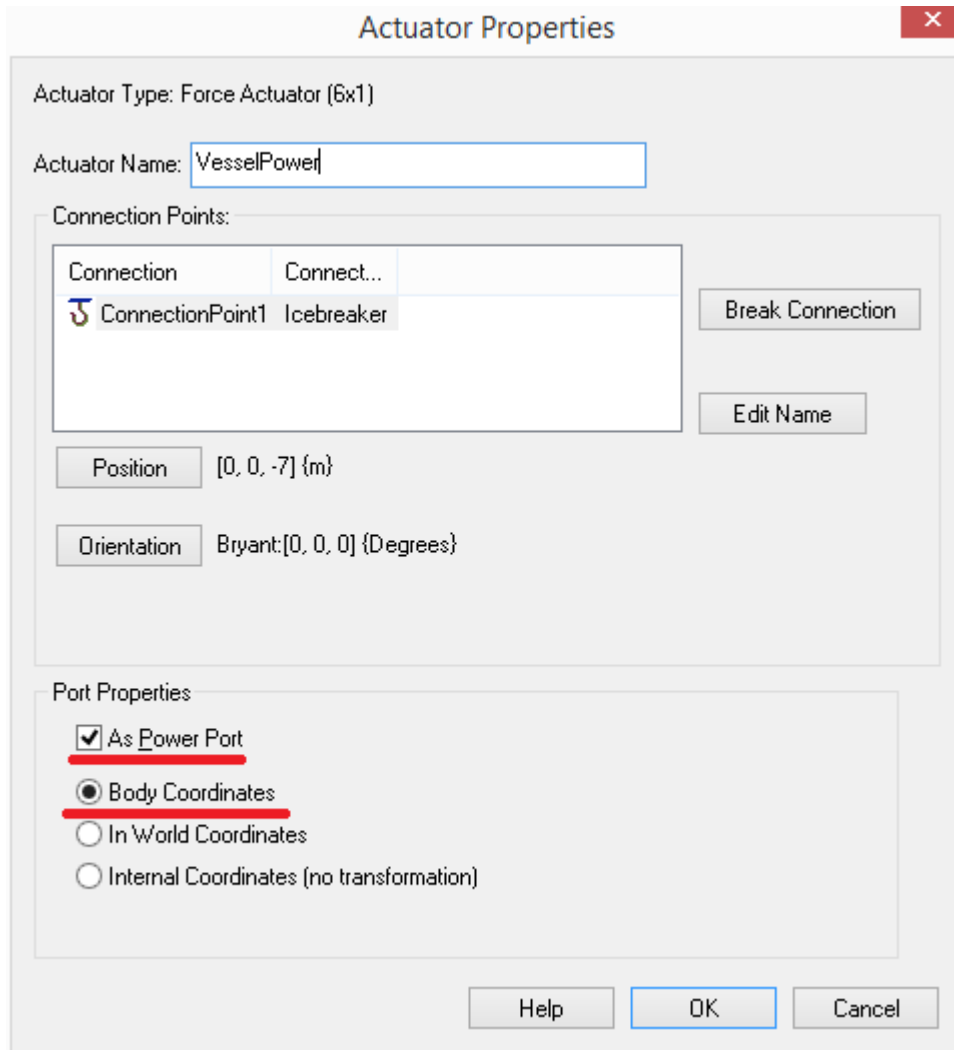 Actuator Properties
Actuator Type: Force Actuator (6x1)
Actuator Name: VesselPower
Connection Points:
Connection Connect...
ConnectionPoint1 Icebreaker
Break Connection
Edit Name
Position [0, 0, -7] {m}
Orientation Bryant:[0, 0, 0] {Degrees}
Port Properties
As Power Port
Body Coordinates
In World Coordinates
Internal Coordinates (no transformation)
Help OK Cancel